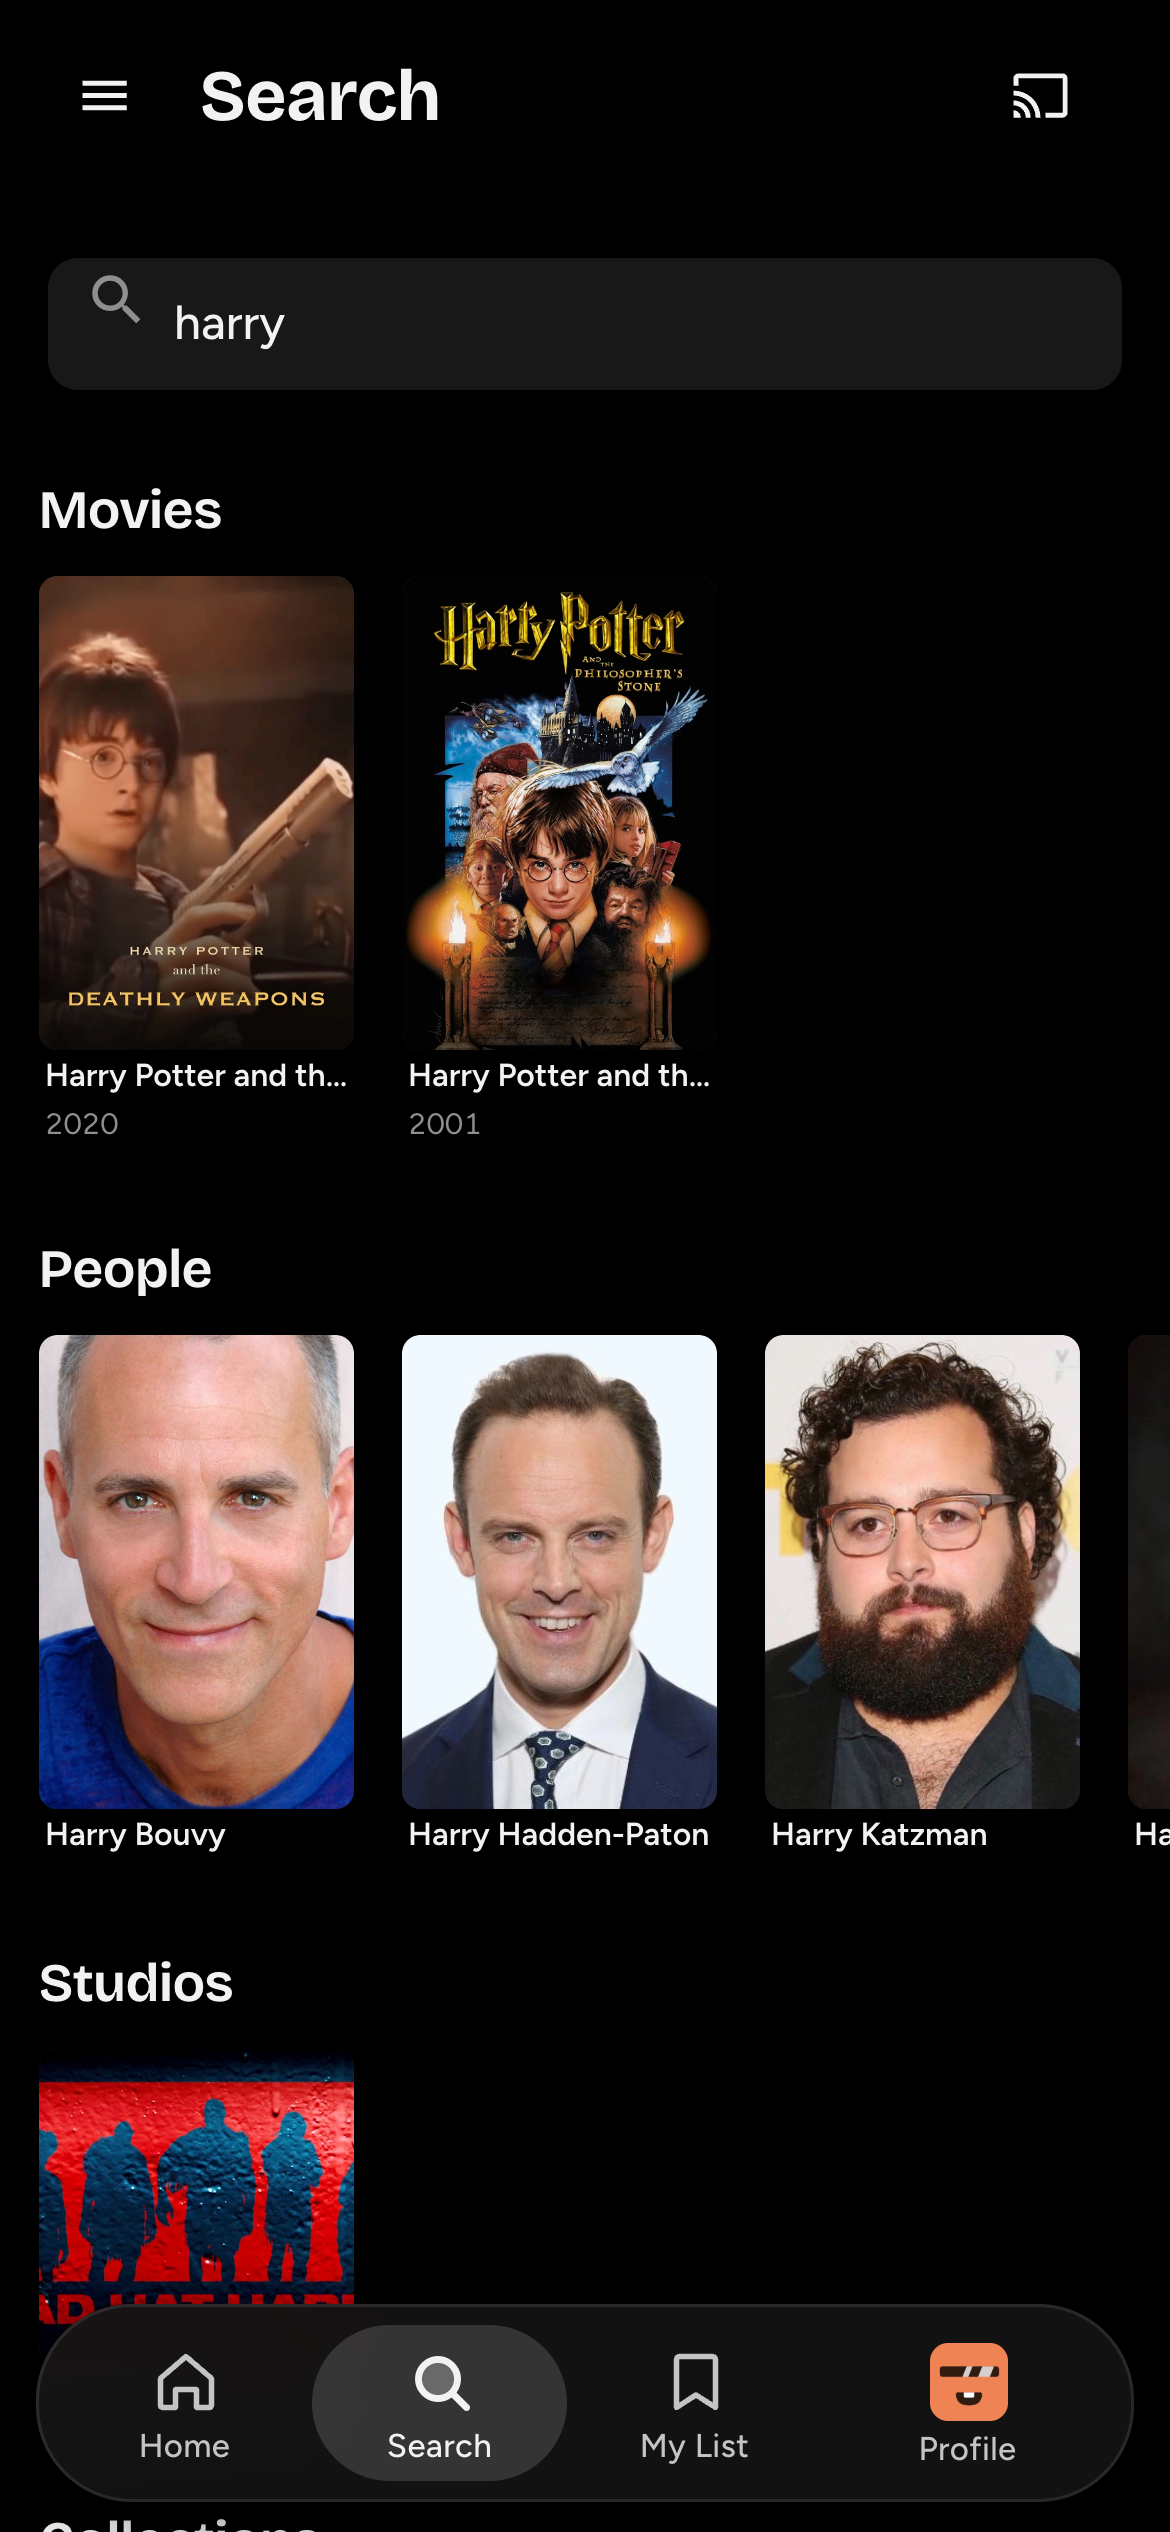 Search
harry
Movies
Harry Potter
AND THE
PHILOSOPHER'S
STONE
HARRY POTTER
and the
DEATHLY WEAPONS
Harry Potter and th...
2020
Harry Potter and th...
2001
People
Harry Bouvy
Harry Hadden-Paton
Harry Katzman
Ha
Studios
Home
Search
My List
Profile
Collections